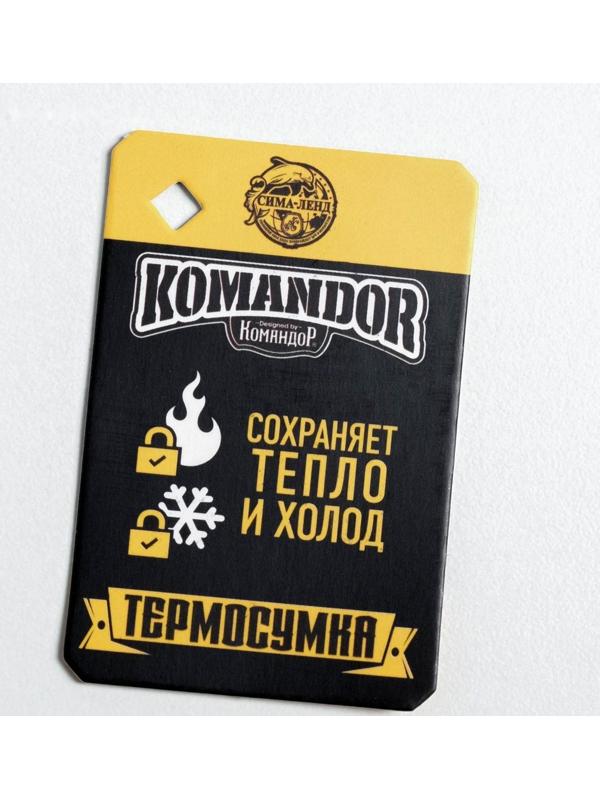 СИМА-ЛЕНД
KOMANDOR
Designed by
КомандоР®
СОХРАНЯЕТ
ТЕПЛО
И ХОЛОД
ТЕРМОСУМКА